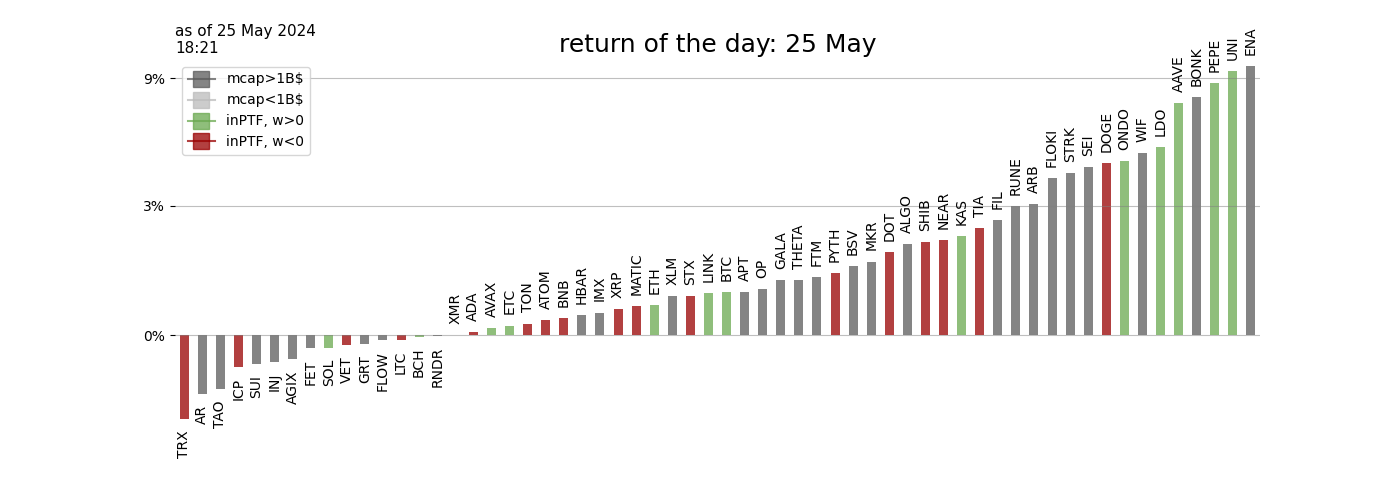 as of 25 May 2024
18:21
return of the day: 25 May
mcap>1B$
mcap<1B$
inPTF, w>0
inPTF, w<0
9%
3%
0%
TRX
AR
TAO
ICP
SUI
INJ
AGIX
FET
SOL
VET
GRT
FLOW
LTC
BCH
RNDR
XMR
ADA
AVAX
ETC
TON
ATOM
BNB
HBAR
IMX
XRP
MATIC
ETH
XLM
STX
LINK
BTC
APT
OP
GALA
THETA
FTM
PYTH
BSV
MKR
DOT
ALGO
SHIB
NEAR
KAS
TIA
FIL
RUNE
ARB
FLOKI
STRK
SEI
DOGE
ONDO
WIF
LDO
AAVE
BONK
PEPE
UNI
ENA